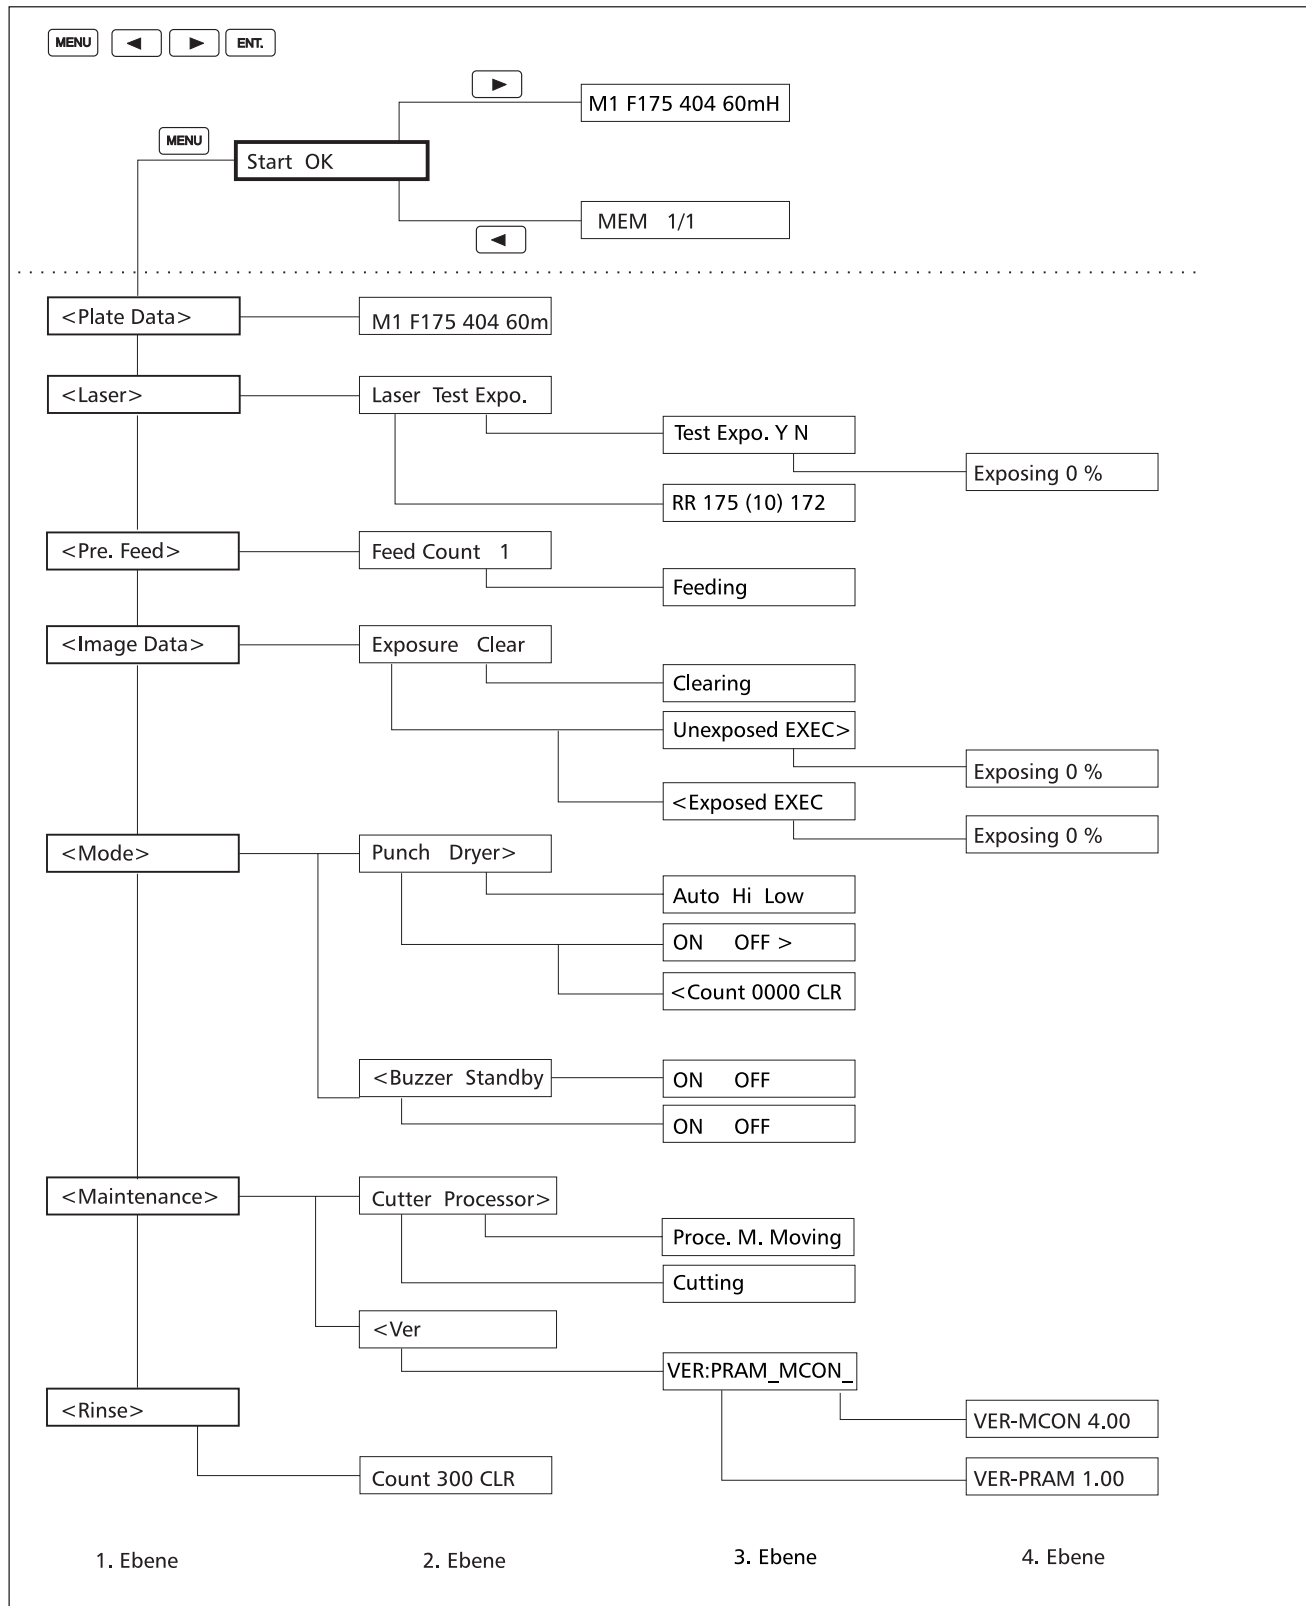 MENU ◄ ► ENT.
►
M1 F175 404 60mH
MENU
Start OK
MEM 1/1
◄
<Plate Data>
M1 F175 404 60m
<Laser>
Laser Test Expo.
Test Expo. Y N
Exposing 0 %
RR 175 (10) 172
<Pre. Feed>
Feed Count 1
Feeding
<Image Data>
Exposure Clear
Clearing
Unexposed EXEC>
Exposing 0 %
<Exposed EXEC
Exposing 0 %
<Mode>
Punch Dryer>
Auto Hi Low
ON OFF >
<Count 0000 CLR
<Buzzer Standby
ON OFF
ON OFF
<Maintenance>
Cutter Processor>
Proce. M. Moving
Cutting
<Ver
VER:PRAM_MCON_
<Rinse>
VER-MCON 4.00
Count 300 CLR
VER-PRAM 1.00
1. Ebene 2. Ebene 3. Ebene 4. Ebene